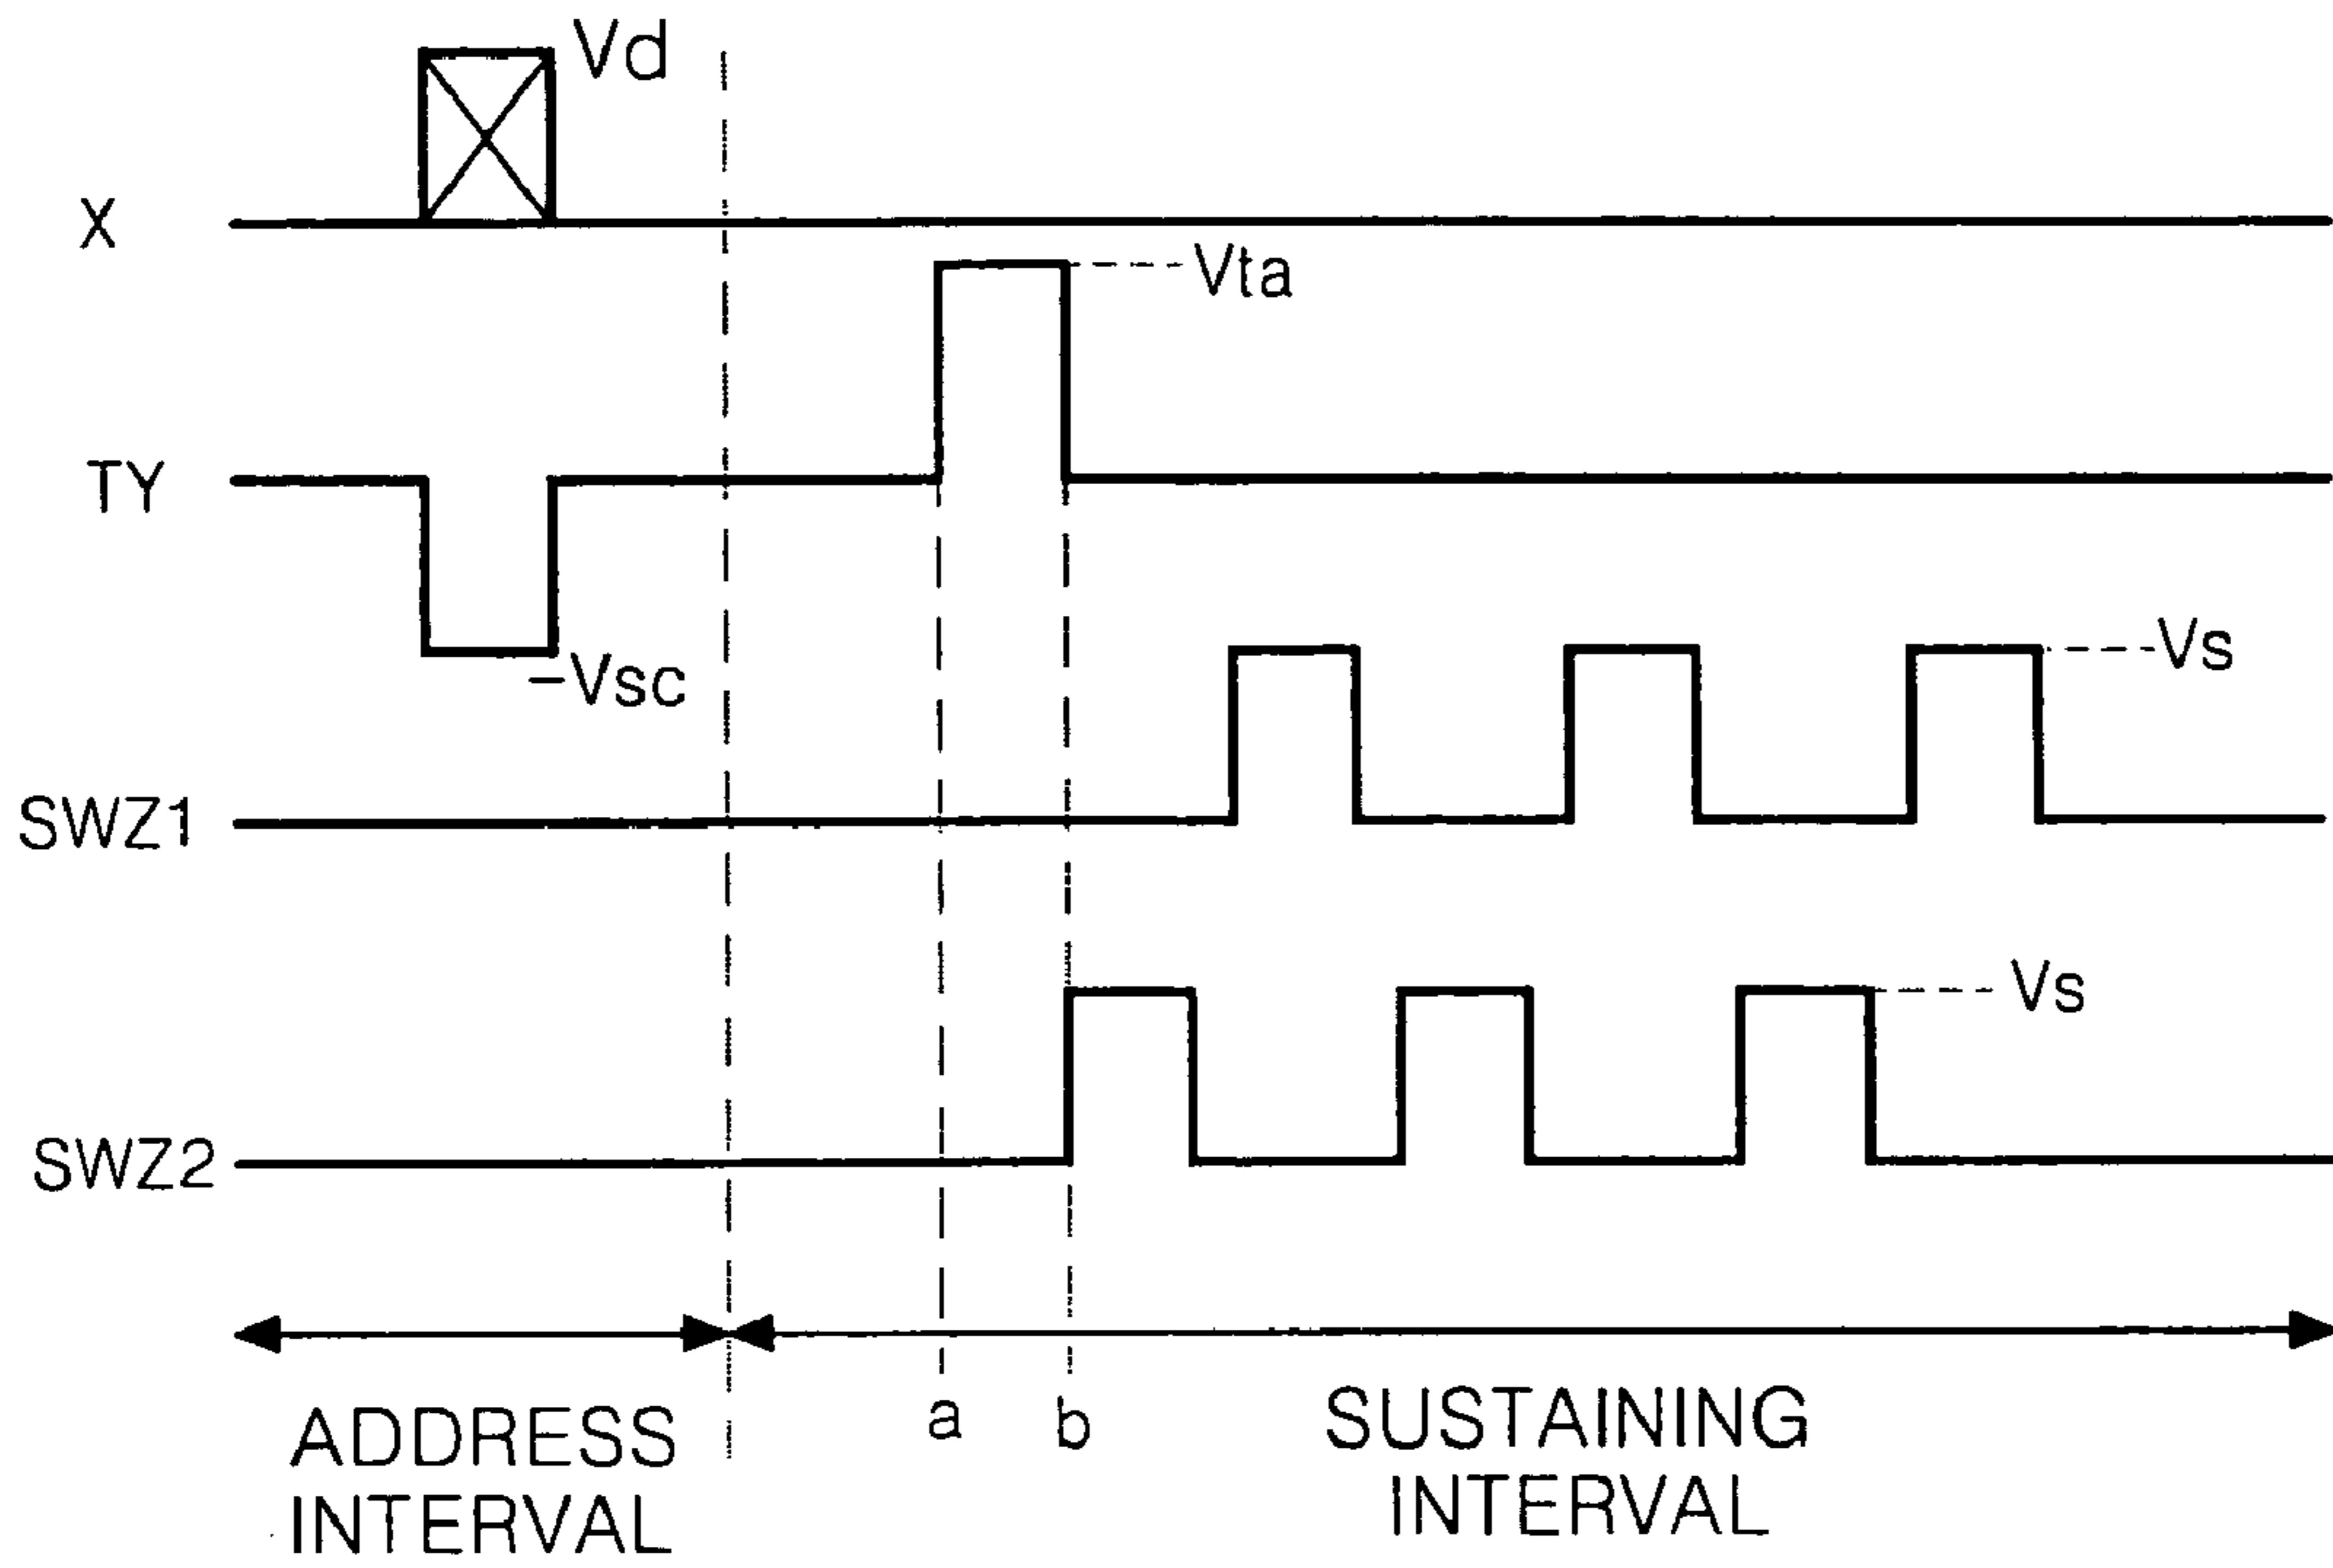 Vd
X
Vta
TY
-Vsc
Vs
SWZ1
Vs
SWZ2
a
b
ADDRESS
INTERVAL
SUSTAINING
INTERVAL